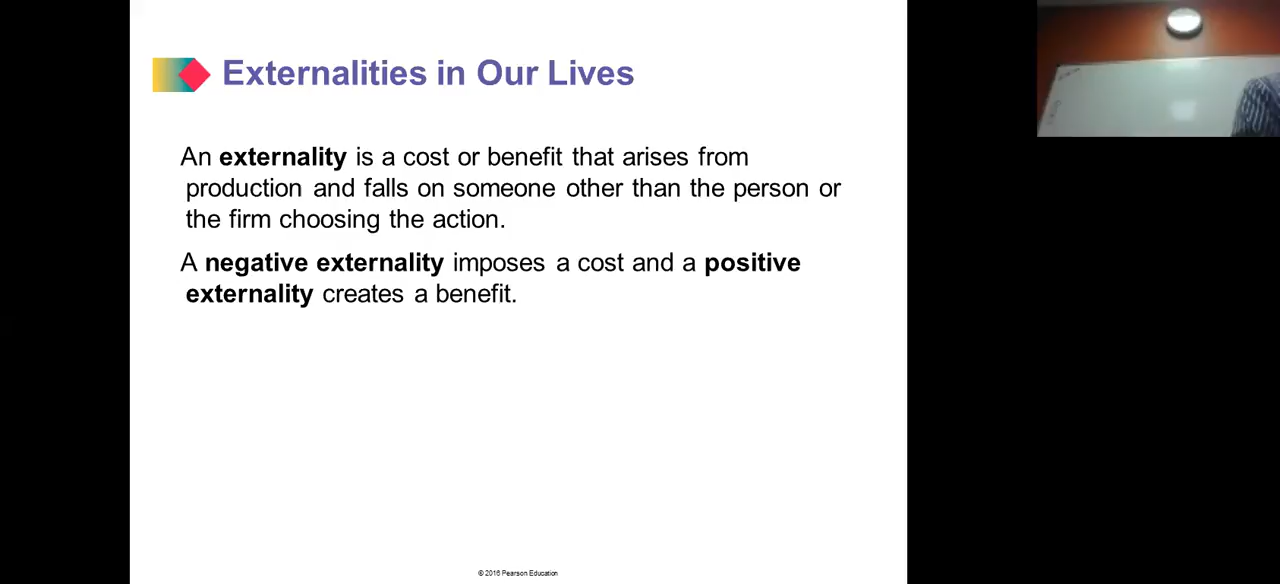 Externalities in Our Lives
An externality is a cost or benefit that arises from
production and falls on someone other than the person or
the firm choosing the action.
A negative externality imposes a cost and a positive
externality creates a benefit.
© 2016 Pearson Education